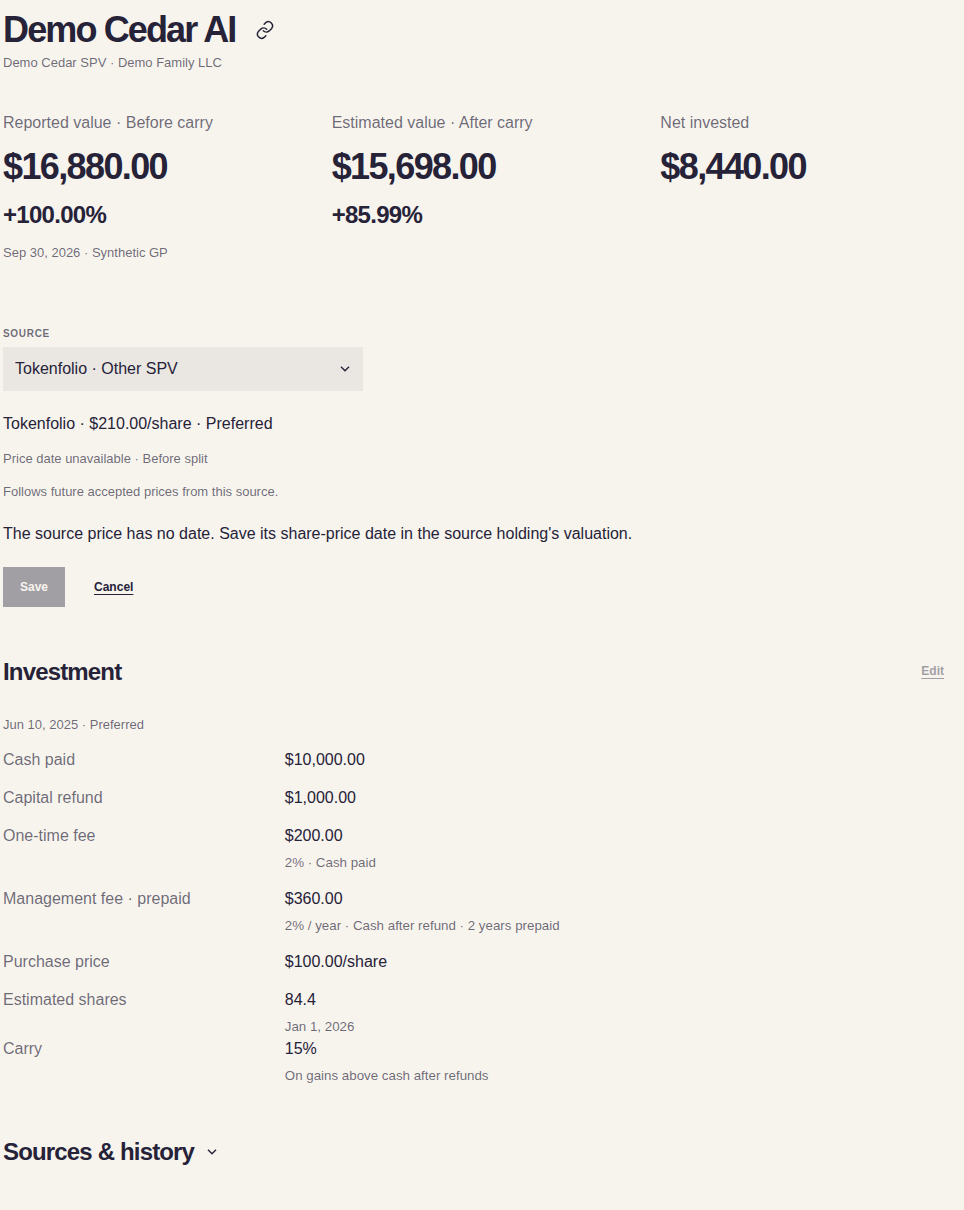 Demo Cedar AI
Demo Cedar SPV · Demo Family LLC
Reported value · Before carry
$16,880.00
+100.00%
Sep 30, 2026 · Synthetic GP
Estimated value · After carry
$15,698.00
+85.99%
Net invested
$8,440.00
SOURCE
Tokenfolio · Other SPV
Tokenfolio · $210.00/share · Preferred
Price date unavailable · Before split
Follows future accepted prices from this source.
The source price has no date. Save its share-price date in the source holding's valuation.
Save Cancel
Investment Edit
Jun 10, 2025 · Preferred
Cash paid $10,000.00
Capital refund $1,000.00
One-time fee $200.00
2% · Cash paid
Management fee · prepaid $360.00
2% / year · Cash after refund · 2 years prepaid
Purchase price $100.00/share
Estimated shares 84.4
Jan 1, 2026
Carry 15%
On gains above cash after refunds
Sources & history